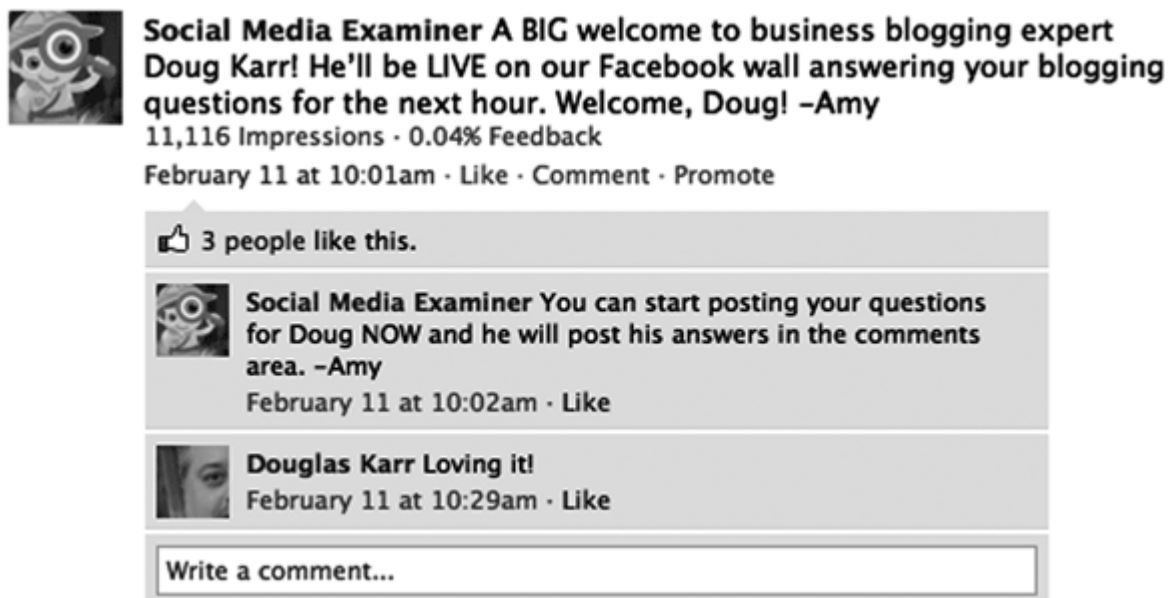 Social Media Examiner A BIG welcome to business blogging expert
Doug Karr! He'll be LIVE on our Facebook wall answering your blogging
questions for the next hour. Welcome, Doug! –Amy
11,116 Impressions · 0.04% Feedback
February 11 at 10:01am · Like · Comment · Promote
3 people like this.
Social Media Examiner You can start posting your questions
for Doug NOW and he will post his answers in the comments
area. –Amy
February 11 at 10:02am · Like
Douglas Karr Loving it!
February 11 at 10:29am · Like
Write a comment...